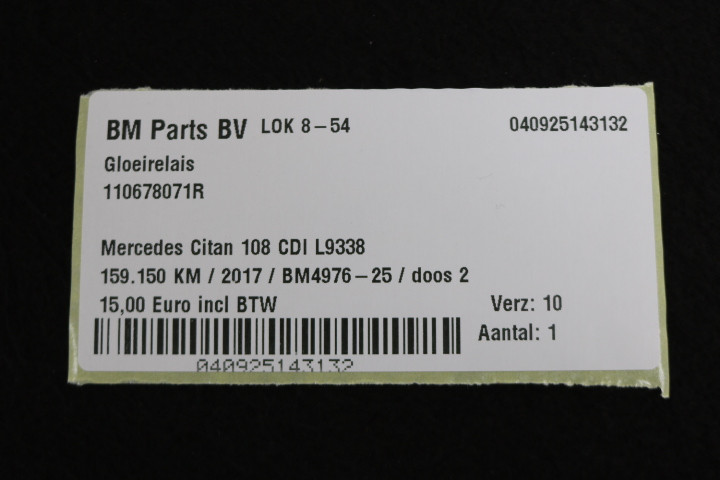 BM Parts BV LOK 8-54 040925143132
Gloeirelais
110678071R
Mercedes Citan 108 CDI L9338
159.150 KM / 2017 / BM4976-25 / doos 2
15,00 Euro incl BTW Verz: 10
Aantal: 1
040925143132